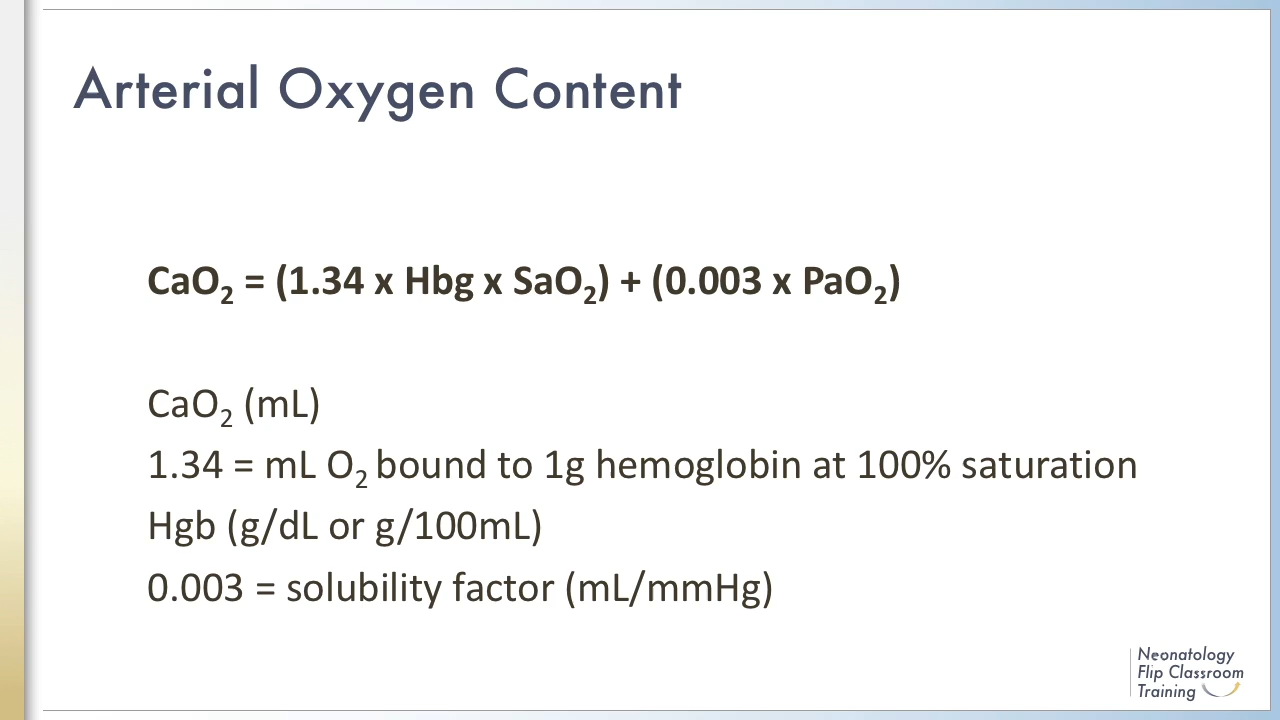 Arterial Oxygen Content
CaO₂ = (1.34 x Hbg x SaO₂) + (0.003 x PaO₂)
CaO₂ (mL)
1.34 = mL O₂ bound to 1g hemoglobin at 100% saturation
Hgb (g/dL or g/100mL)
0.003 = solubility factor (mL/mmHg)
Neonatology
Flip Classroom
Training